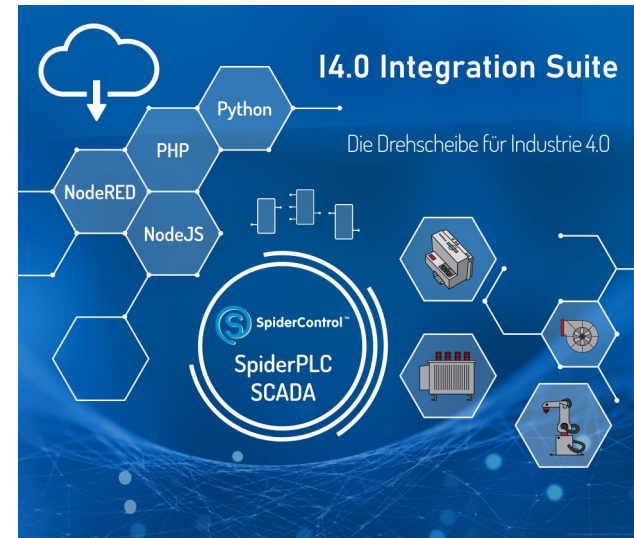 I4.0 Integration Suite
Die Drehscheibe für Industrie 4.0
Python
PHP
NodeRED
NodeJS
SpiderControl™
SpiderPLC
SCADA